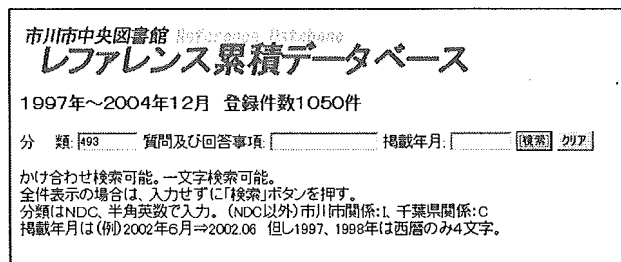 市川市中央図書館 Reference Database
レファレンス累積データベース
1997年～2004年12月 登録件数1050件
分 類: 493 質問及び回答事項: 掲載年月: 検索 クリア
かけ合わせ検索可能。一文字検索可能。
全件表示の場合は、入力せずに「検索」ボタンを押す。
分類はNDC、半角英数で入力。(NDC以外)市川市関係:I、千葉県関係:C
掲載年月は(例)2002年6月⇒2002.06 但し1997、1998年は西暦のみ4文字。